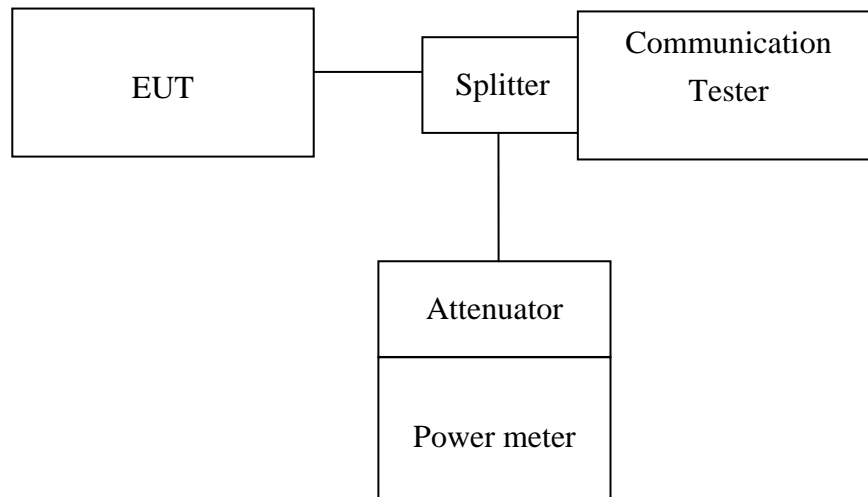 EUT
Splitter
Communication
Tester
Attenuator
Power meter